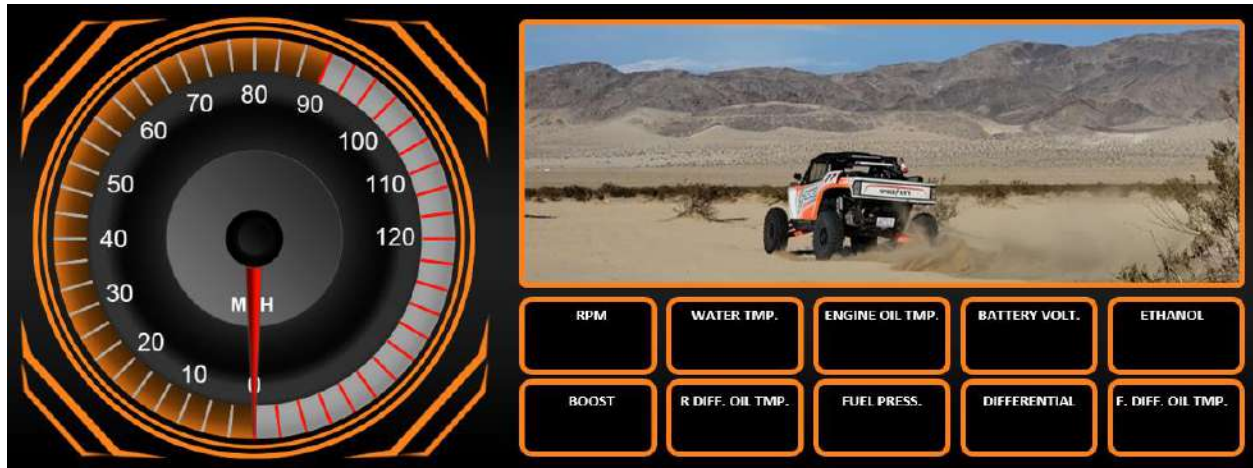 80
70
90
60
100
50
110
40
120
30
MPH
20
10
0
RPM
WATER TMP.
ENGINE OIL TMP.
BATTERY VOLT.
ETHANOL
BOOST
R DIFF. OIL TMP.
FUEL PRESS.
DIFFERENTIAL
F. DIFF. OIL TMP.